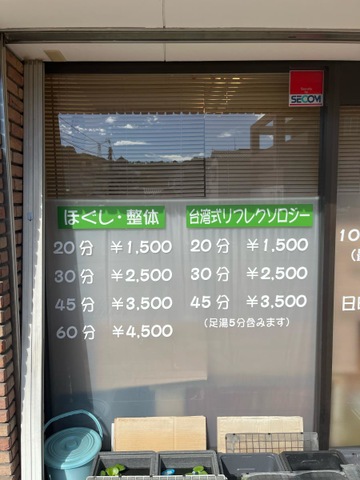 SECOM
ほぐし・整体
20分 ¥1,500
30分 ¥2,500
45分 ¥3,500
60分 ¥4,500
台湾式リフレクソロジー
20分 ¥1,500
30分 ¥2,500
45分 ¥3,500
(足湯5分含みます)
10
日